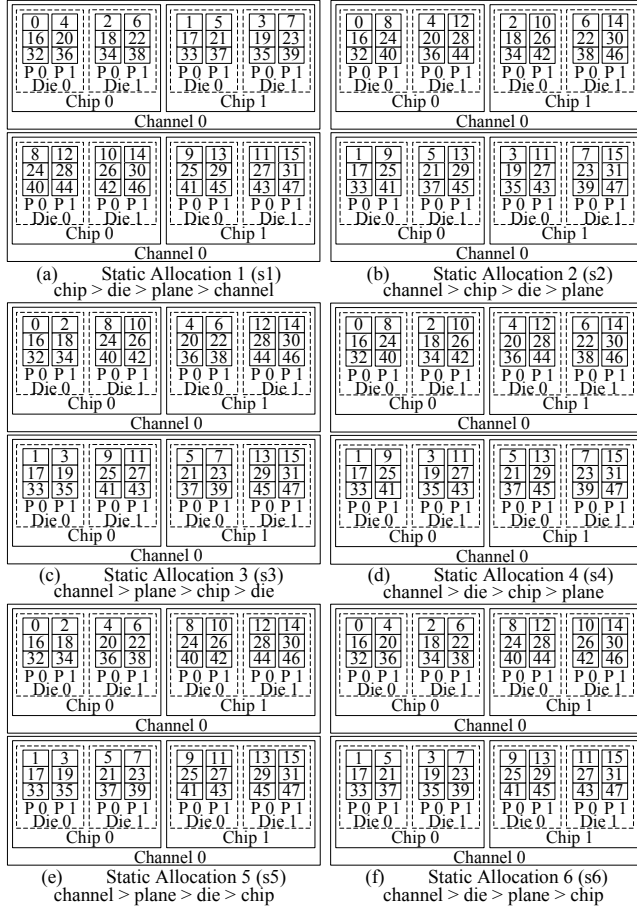 0 4 2 6 1 5 3 7
16 20 18 22 17 21 19 23
32 36 34 38 33 37 35 39
P 0 P 1 P 0 P 1 P 0 P 1 P 0 P 1
Die 0 Die 1 Die 0 Die 1
Chip 0 Chip 1
Channel 0
8 12 10 14 9 13 11 15
24 28 26 30 25 29 27 31
40 44 42 46 41 45 43 47
P 0 P 1 P 0 P 1 P 0 P 1 P 0 P 1
Die 0 Die 1 Die 0 Die 1
Chip 0 Chip 1
Channel 0
(a) Static Allocation 1 (s1)
chip > die > plane > channel
0 8 4 12 2 10 6 14
16 24 20 28 18 26 22 30
32 40 36 44 34 42 38 46
P 0 P 1 P 0 P 1 P 0 P 1 P 0 P 1
Die 0 Die 1 Die 0 Die 1
Chip 0 Chip 1
Channel 0
1 9 5 13 3 11 7 15
17 25 21 29 19 27 23 31
33 41 37 45 35 43 39 47
P 0 P 1 P 0 P 1 P 0 P 1 P 0 P 1
Die 0 Die 1 Die 0 Die 1
Chip 0 Chip 1
Channel 0
(b) Static Allocation 2 (s2)
channel > chip > die > plane
0 2 8 10 4 6 12 14
16 18 24 26 20 22 28 30
32 34 40 42 36 38 44 46
P 0 P 1 P 0 P 1 P 0 P 1 P 0 P 1
Die 0 Die 1 Die 0 Die 1
Chip 0 Chip 1
Channel 0
1 3 9 11 5 7 13 15
17 19 25 27 21 23 29 31
33 35 41 43 37 39 45 47
P 0 P 1 P 0 P 1 P 0 P 1 P 0 P 1
Die 0 Die 1 Die 0 Die 1
Chip 0 Chip 1
Channel 0
(c) Static Allocation 3 (s3)
channel > plane > chip > die
0 8 2 10 4 12 6 14
16 24 18 26 20 28 22 30
32 40 34 42 36 44 38 46
P 0 P 1 P 0 P 1 P 0 P 1 P 0 P 1
Die 0 Die 1 Die 0 Die 1
Chip 0 Chip 1
Channel 0
1 9 3 11 5 13 7 15
17 25 19 27 21 29 23 31
33 41 35 43 37 45 39 47
P 0 P 1 P 0 P 1 P 0 P 1 P 0 P 1
Die 0 Die 1 Die 0 Die 1
Chip 0 Chip 1
Channel 0
(d) Static Allocation 4 (s4)
channel > die > chip > plane
0 2 4 6 8 10 12 14
16 18 20 22 24 26 28 30
32 34 36 38 40 42 44 46
P 0 P 1 P 0 P 1 P 0 P 1 P 0 P 1
Die 0 Die 1 Die 0 Die 1
Chip 0 Chip 1
Channel 0
1 3 5 7 9 11 13 15
17 19 21 23 25 27 29 31
33 35 37 39 41 43 45 47
P 0 P 1 P 0 P 1 P 0 P 1 P 0 P 1
Die 0 Die 1 Die 0 Die 1
Chip 0 Chip 1
Channel 0
(e) Static Allocation 5 (s5)
channel > plane > die > chip
0 4 2 6 8 12 10 14
16 20 18 22 24 28 26 30
32 36 34 38 40 44 42 46
P 0 P 1 P 0 P 1 P 0 P 1 P 0 P 1
Die 0 Die 1 Die 0 Die 1
Chip 0 Chip 1
Channel 0
1 5 3 7 9 13 11 15
17 21 19 23 25 29 27 31
33 37 35 39 41 45 43 47
P 0 P 1 P 0 P 1 P 0 P 1 P 0 P 1
Die 0 Die 1 Die 0 Die 1
Chip 0 Chip 1
Channel 0
(f) Static Allocation 6 (s6)
channel > die > plane > chip